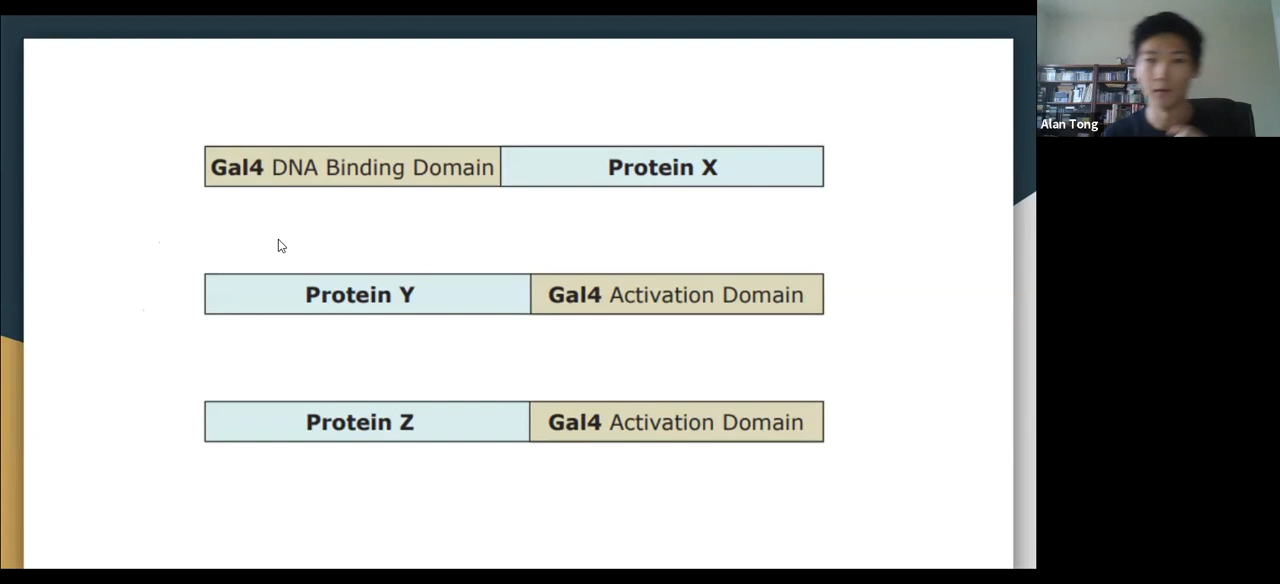 Gal4 DNA Binding Domain Protein X
Protein Y Gal4 Activation Domain
Protein Z Gal4 Activation Domain
Alan Tong